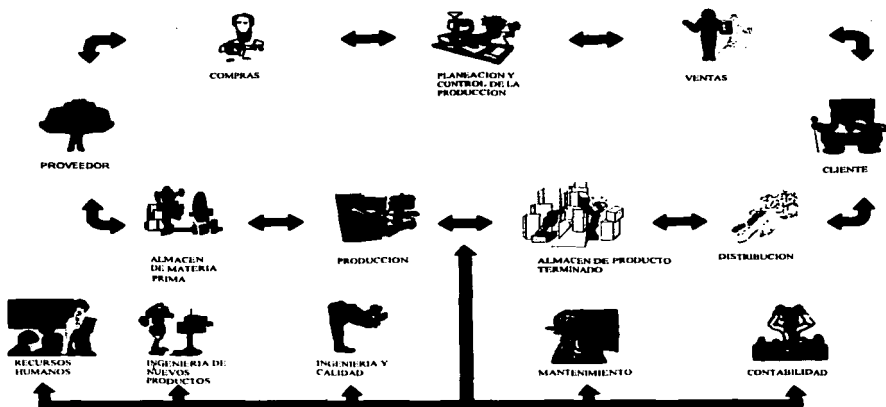 COMPRAS
PLANEACION Y
CONTROL DE LA
PRODUCCION
VENTAS
PROVEEDOR
CLIENTE
ALMACEN
DE MATERIA
PRIMA
PRODUCCION
ALMACEN DE PRODUCTO
TERMINADO
DISTRIBUCION
RECURSOS
HUMANOS
INGENIERIA DE
NUEVOS
PRODUCTOS
INGENIERIA Y
CALIDAD
MANTENIMIENTO
CONTABILIDAD